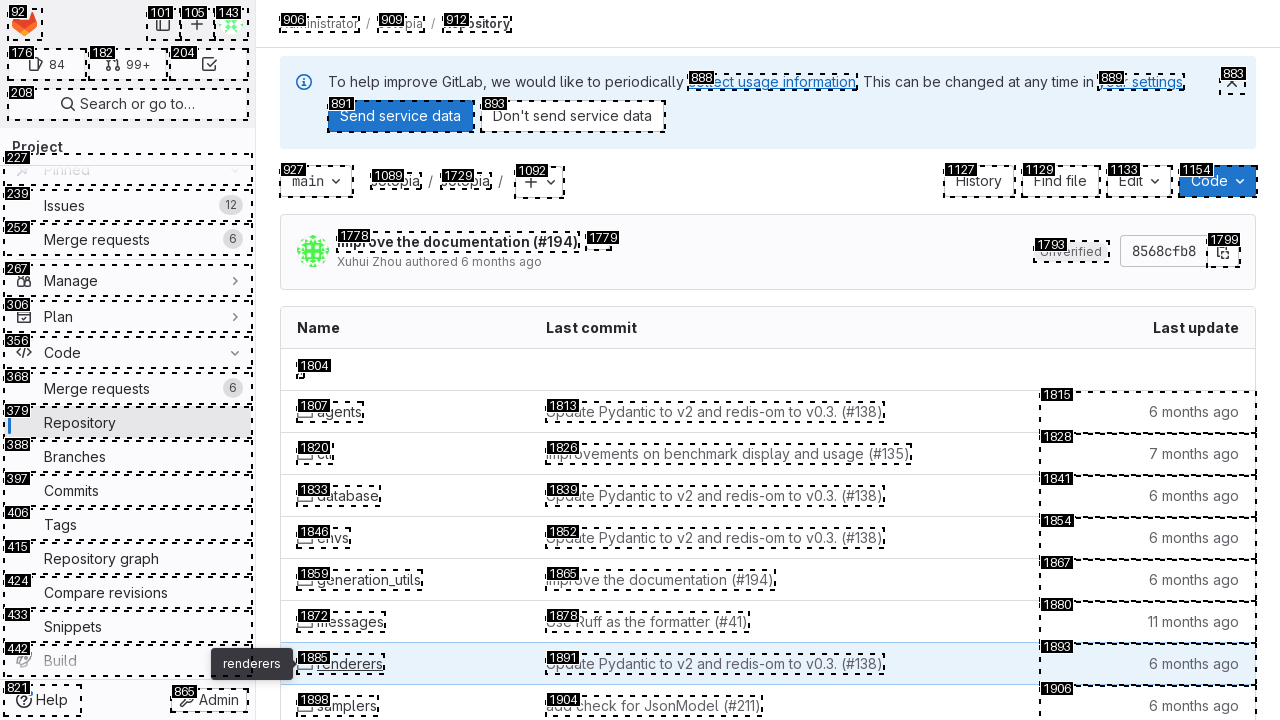 92
101
105
143
176
84
182
99+
204
208
Search or go to…
Project
227
Pinned
239
Issues
12
252
Merge requests
6
267
Manage
306
Plan
356
Code
368
Merge requests
6
379
Repository
388
Branches
397
Commits
406
Tags
415
Repository graph
424
Compare revisions
433
Snippets
442
Build
renderers
821
Help
865
Admin
906
Administrator
/
909
/
912
Repository
To help improve GitLab, we would like to periodically 888 collect usage information. This can be changed at any time in 889 your settings.
883
891
Send service data
893
Don't send service data
927
main
1089
sotopia
/
1729
sotopia
/
1092
1127
History
1129
Find file
1133
Edit
1154
Code
1778
Improve the documentation (#194)
1779
Xuhui Zhou authored 6 months ago
1793
Unverified
8568cfb8
1799
Name
Last commit
Last update
1804
1807
agents
1813
Update Pydantic to v2 and redis-om to v0.3. (#138)
1815
6 months ago
1820
cli
1826
Improvements on benchmark display and usage (#135)
1828
7 months ago
1833
database
1839
Update Pydantic to v2 and redis-om to v0.3. (#138)
1841
6 months ago
1846
envs
1852
Update Pydantic to v2 and redis-om to v0.3. (#138)
1854
6 months ago
1859
generation_utils
1865
Improve the documentation (#194)
1867
6 months ago
1872
messages
1878
Use Ruff as the formatter (#41)
1880
11 months ago
1885
renderers
1891
Update Pydantic to v2 and redis-om to v0.3. (#138)
1893
6 months ago
1898
samplers
1904
add check for JsonModel (#211)
1906
6 months ago